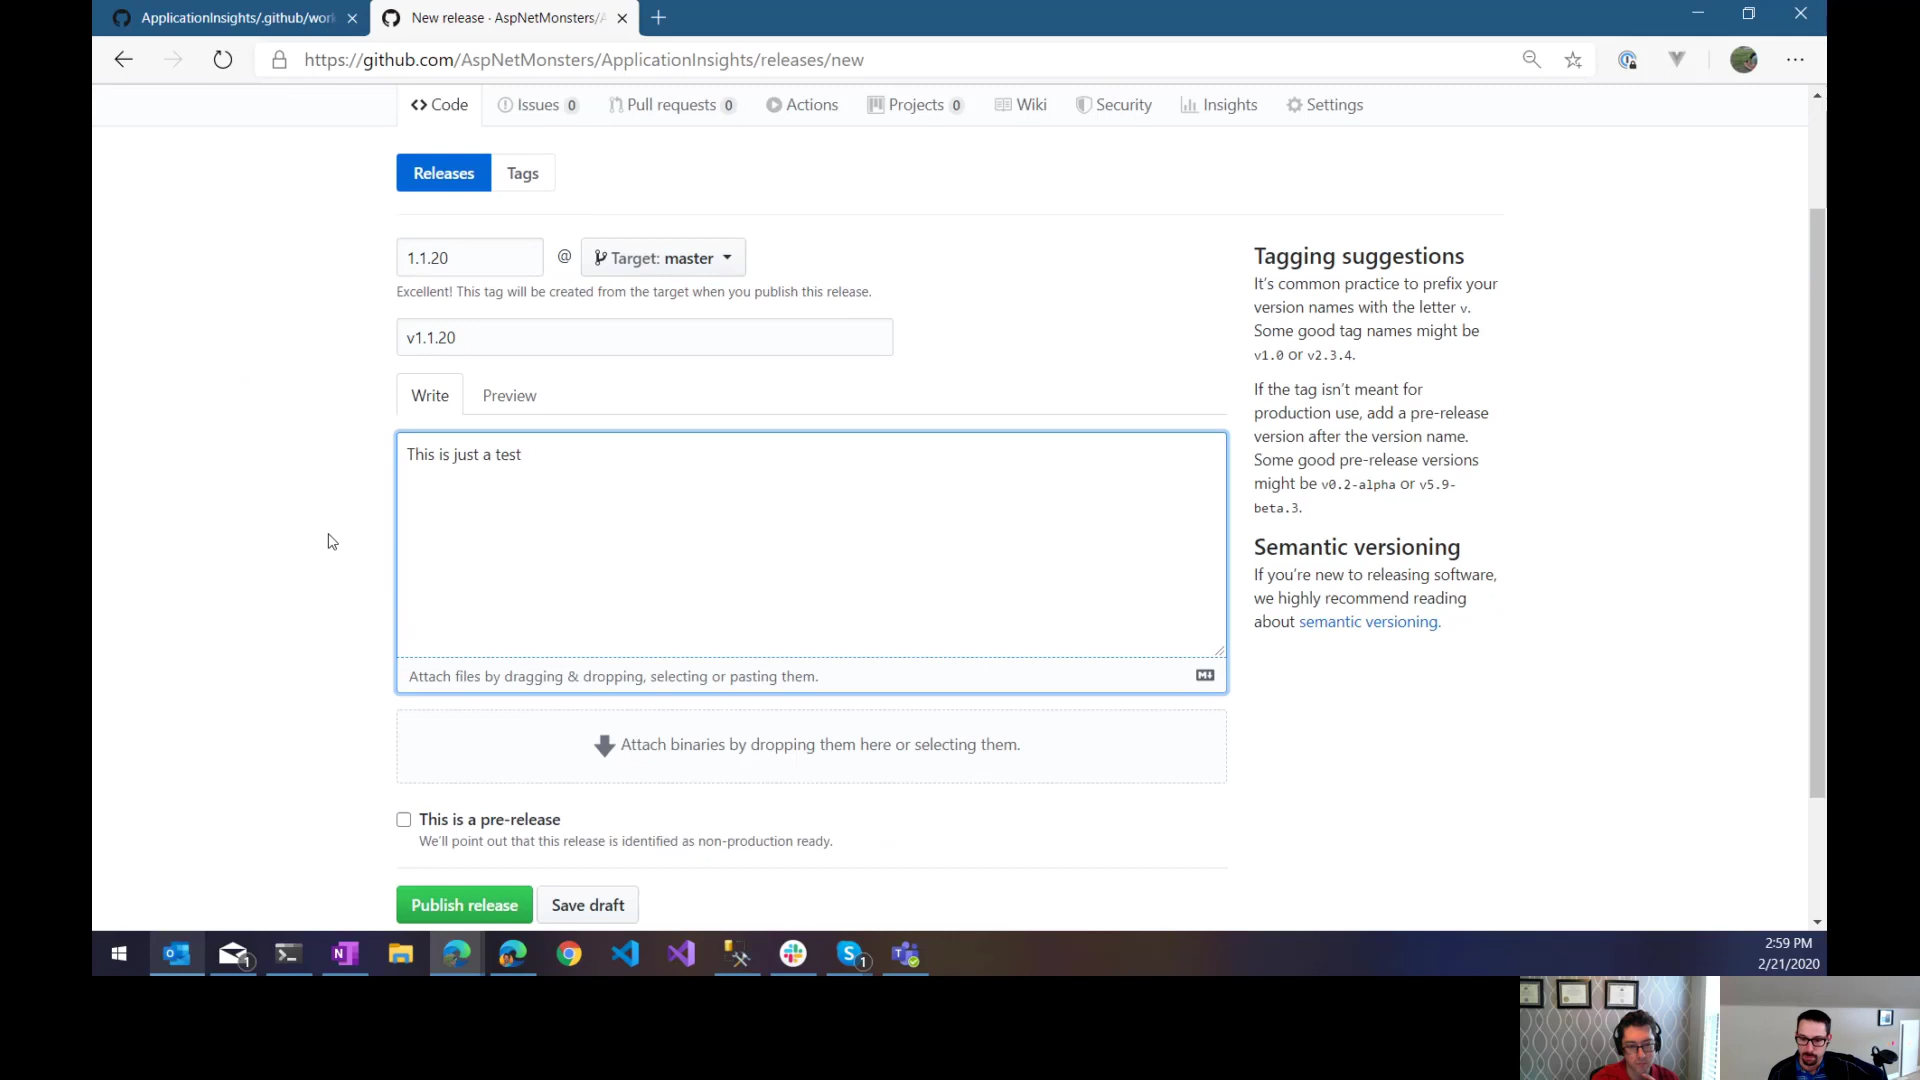 ApplicationInsights/.github/wor
New release · AspNetMonsters/A
https://github.com/AspNetMonsters/ApplicationInsights/releases/new
Code
Issues 0
Pull requests 0
Actions
Projects 0
Wiki
Security
Insights
Settings
Releases
Tags
1.1.20
@
Target: master
Excellent! This tag will be created from the target when you publish this release.
v1.1.20
Write
Preview
This is just a test
Attach files by dragging & dropping, selecting or pasting them.
Attach binaries by dropping them here or selecting them.
This is a pre-release
We'll point out that this release is identified as non-production ready.
Publish release
Save draft
Tagging suggestions
It's common practice to prefix your
version names with the letter v.
Some good tag names might be
v1.0 or v2.3.4.
If the tag isn't meant for
production use, add a pre-release
version after the version name.
Some good pre-release versions
might be v0.2-alpha or v5.9-
beta.3.
Semantic versioning
If you're new to releasing software,
we highly recommend reading
about semantic versioning.
1
N
S
1
2:59 PM
2/21/2020